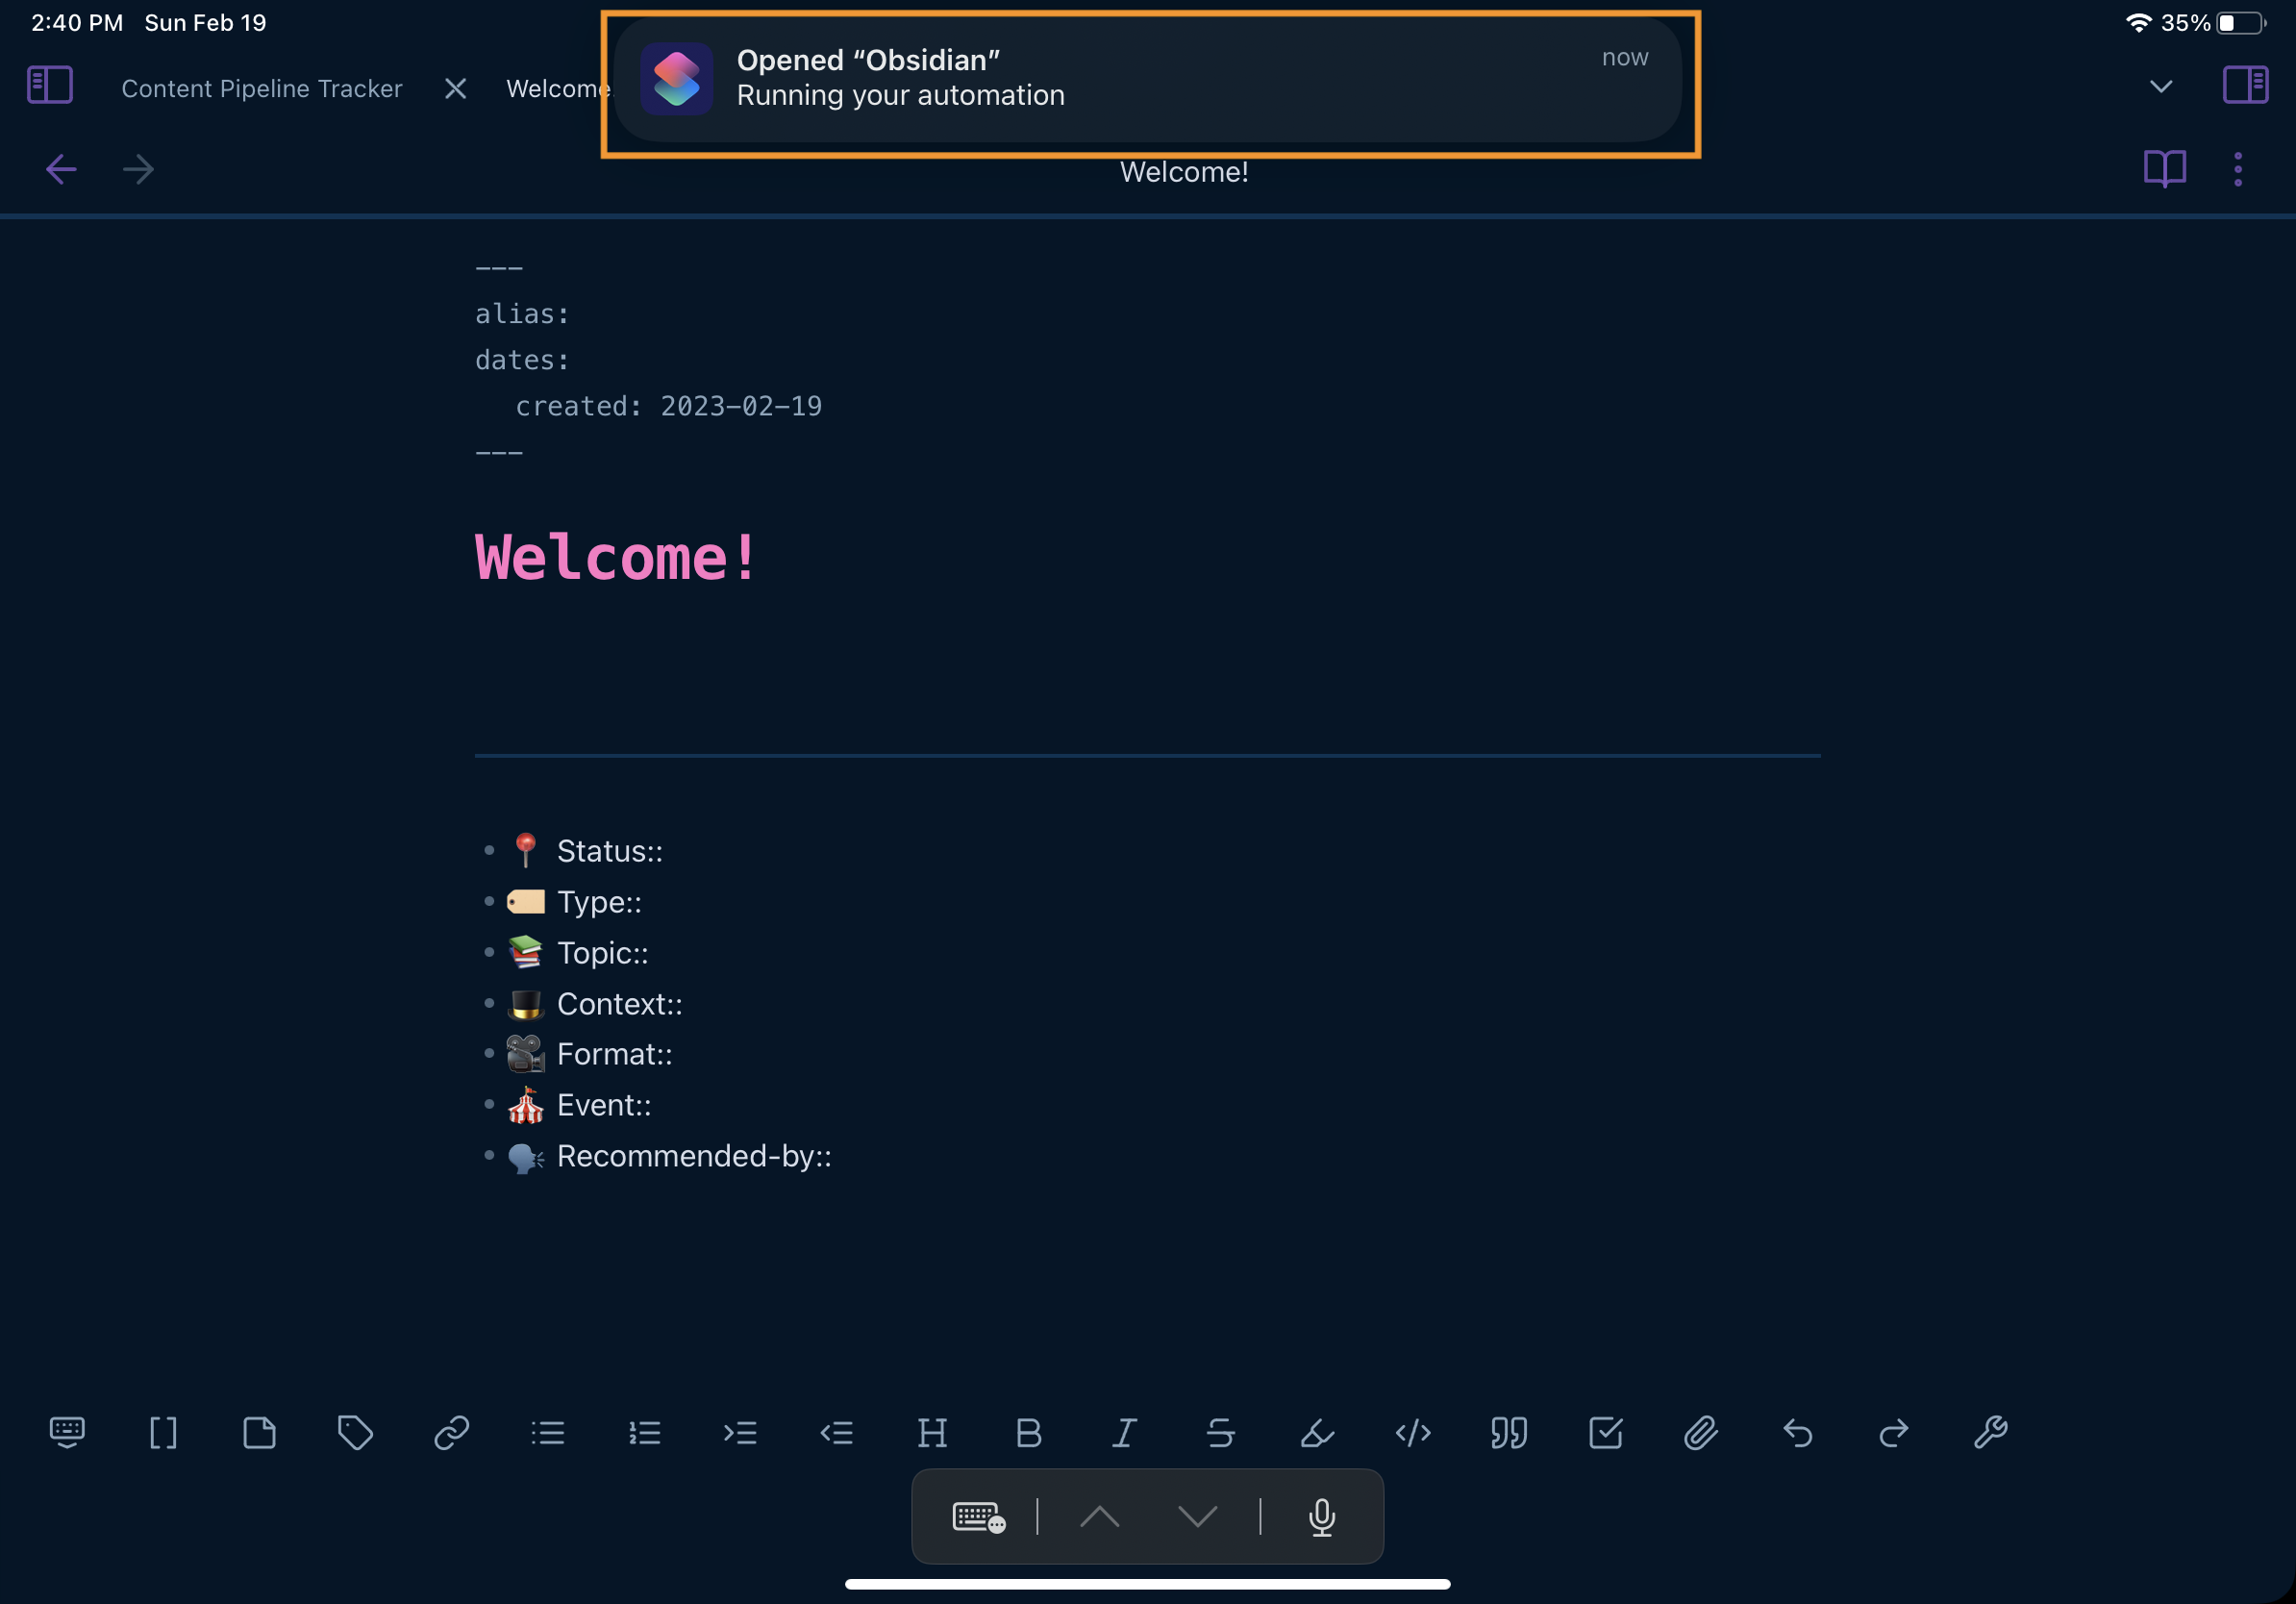 2:40 PM Sun Feb 19
35%
Opened “Obsidian”
now
Running your automation
Content Pipeline Tracker
Welcome
Welcome!
---
alias:
dates:
created: 2023-02-19
---
Welcome!
Status::
Type::
Topic::
Context::
Format::
Event::
Recommended-by::